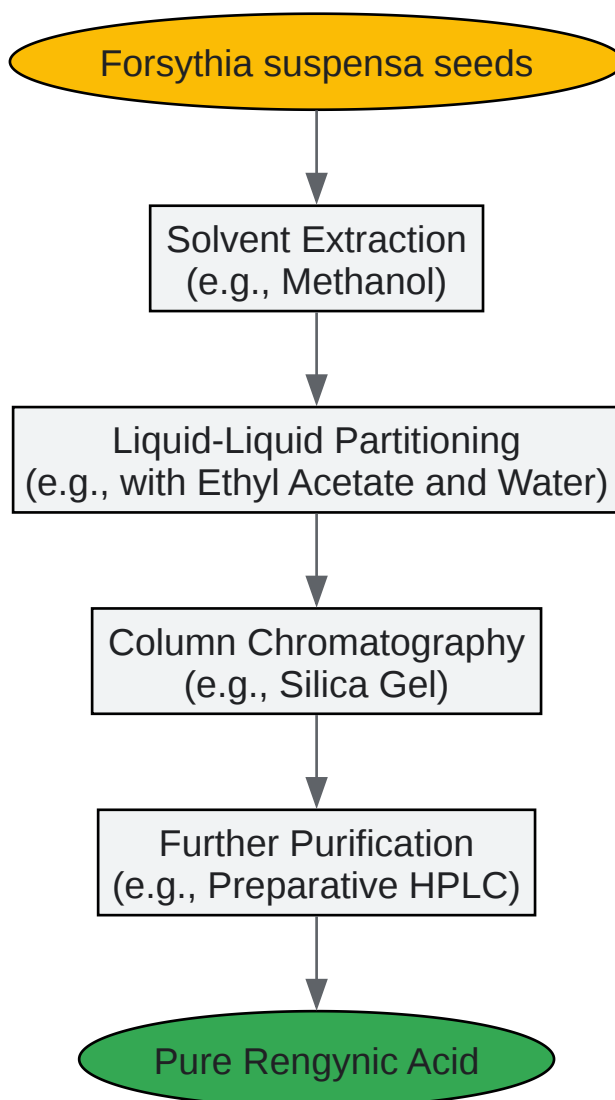 Forsythia suspensa seeds
Solvent Extraction
(e.g., Methanol)
Liquid-Liquid Partitioning
(e.g., with Ethyl Acetate and Water)
Column Chromatography
(e.g., Silica Gel)
Further Purification
(e.g., Preparative HPLC)
Pure Rengynic Acid